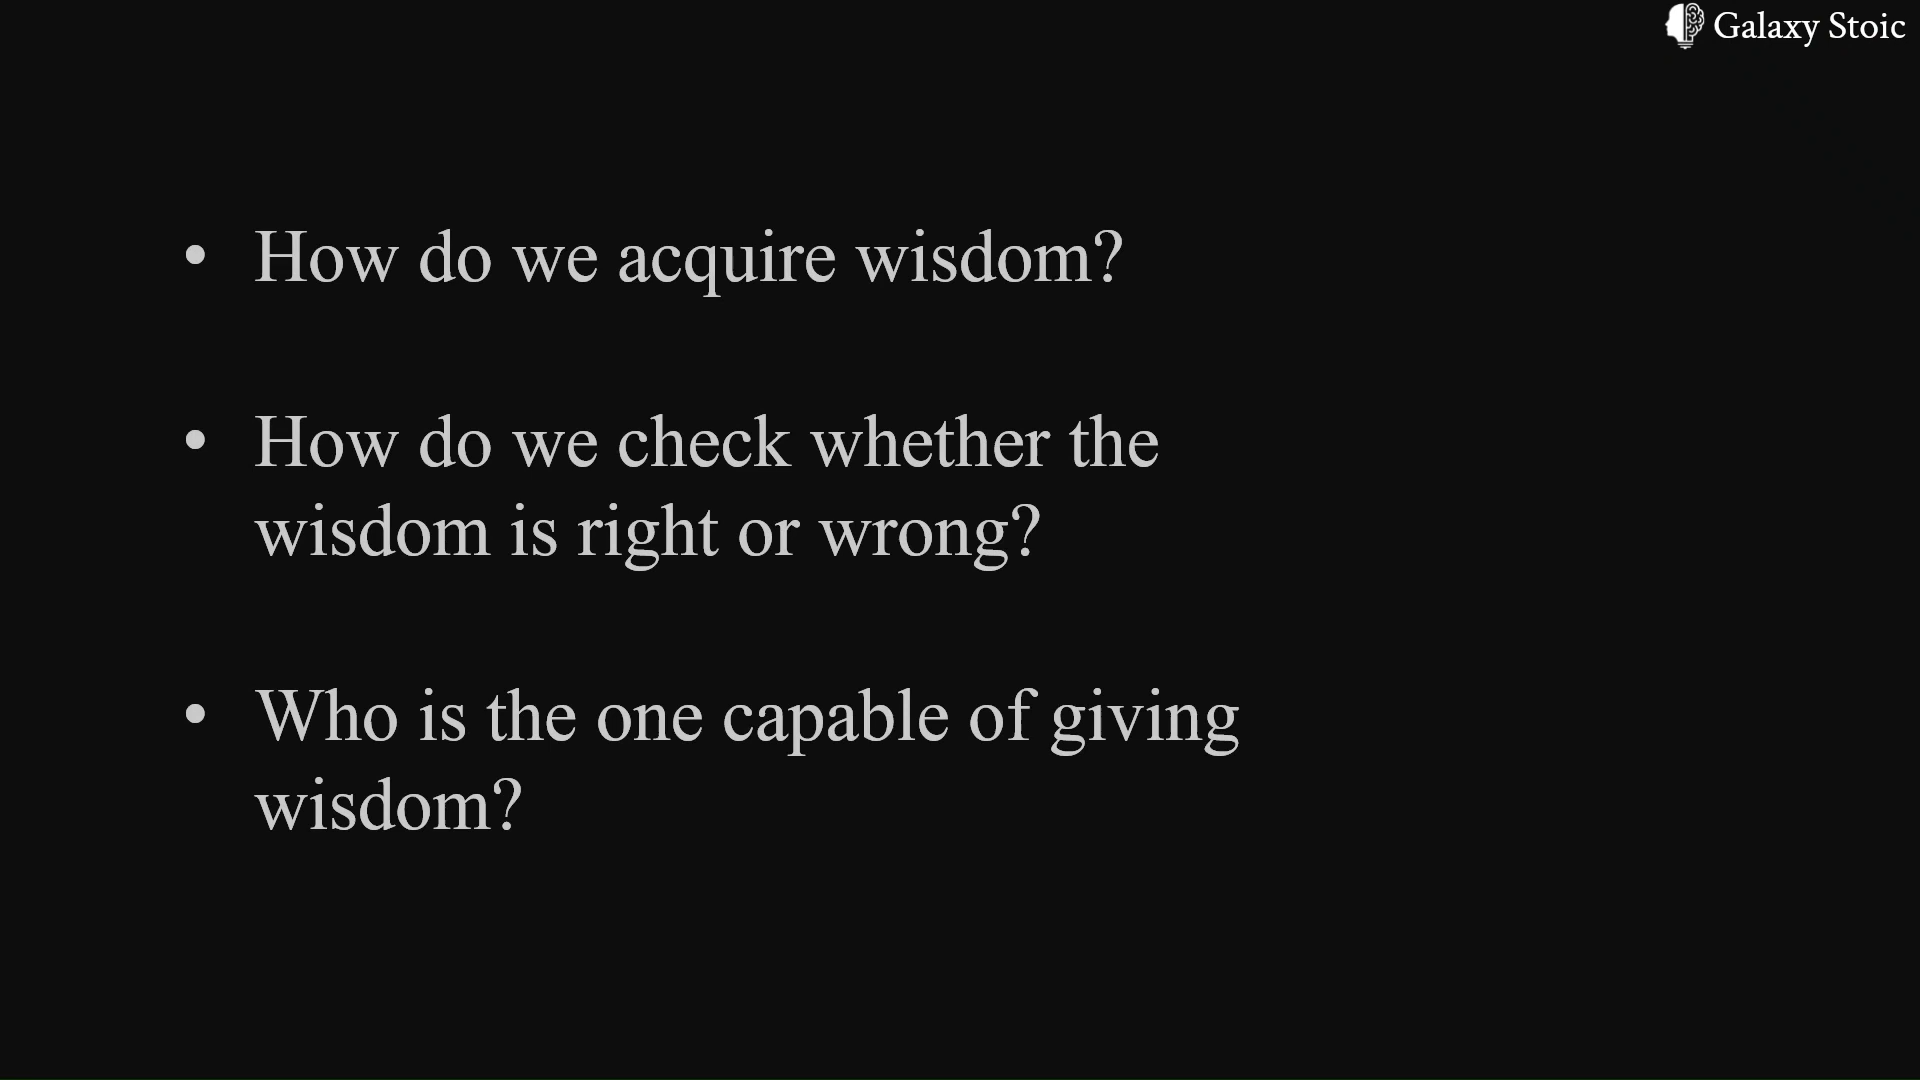 Galaxy Stoic
• How do we acquire wisdom?
• How do we check whether the
wisdom is right or wrong?
• Who is the one capable of giving
wisdom?